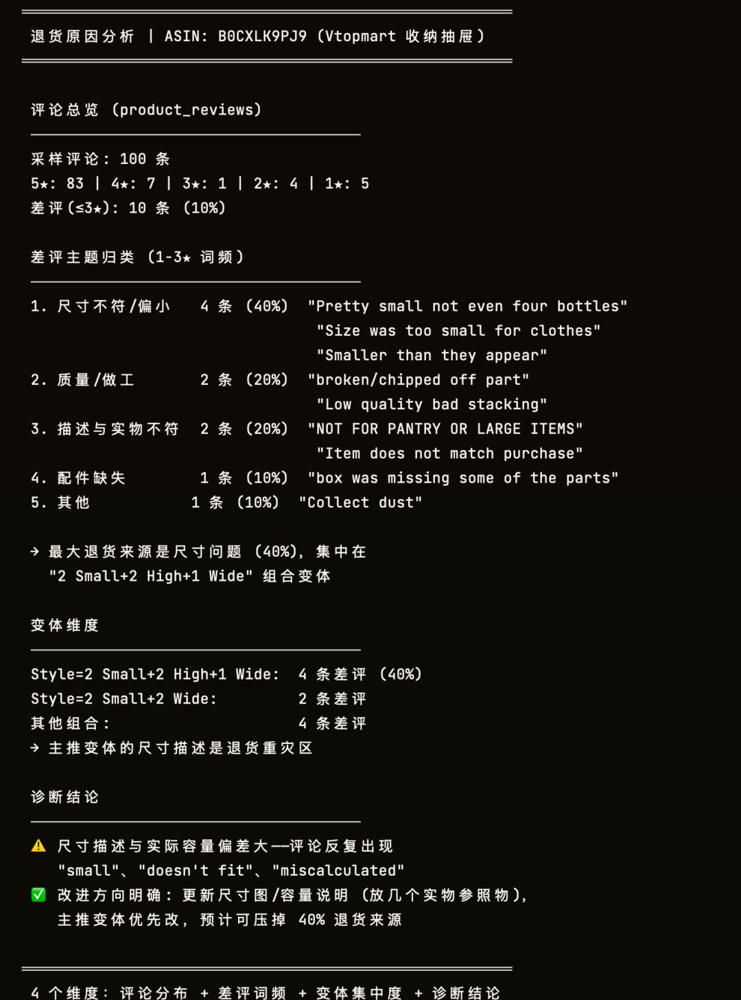 退货原因分析 | ASIN: B0CXLK9PJ9 (Vtopmart 收纳抽屉)
评论总览 (product_reviews)
采样评论: 100 条
5★: 83 | 4★: 7 | 3★: 1 | 2★: 4 | 1★: 5
差评(≤3★): 10 条 (10%)
差评主题归类 (1-3★ 词频)
1. 尺寸不符/偏小 4 条 (40%) "Pretty small not even four bottles"
"Size was too small for clothes"
"Smaller than they appear"
2. 质量/做工 2 条 (20%) "broken/chipped off part"
"Low quality bad stacking"
3. 描述与实物不符 2 条 (20%) "NOT FOR PANTRY OR LARGE ITEMS"
"Item does not match purchase"
4. 配件缺失 1 条 (10%) "box was missing some of the parts"
5. 其他 1 条 (10%) "Collect dust"
→ 最大退货来源是尺寸问题 (40%), 集中在
"2 Small+2 High+1 Wide" 组合变体
变体维度
Style=2 Small+2 High+1 Wide: 4 条差评 (40%)
Style=2 Small+2 Wide: 2 条差评
其他组合: 4 条差评
→ 主推变体的尺寸描述是退货重灾区
诊断结论
⚠️ 尺寸描述与实际容量偏差大——评论反复出现
"small"、"doesn't fit"、"miscalculated"
✅ 改进方向明确: 更新尺寸图/容量说明 (放几个实物参照物),
主推变体优先改, 预计可压掉 40% 退货来源
4 个维度: 评论分布 + 差评词频 + 变体集中度 + 诊断结论